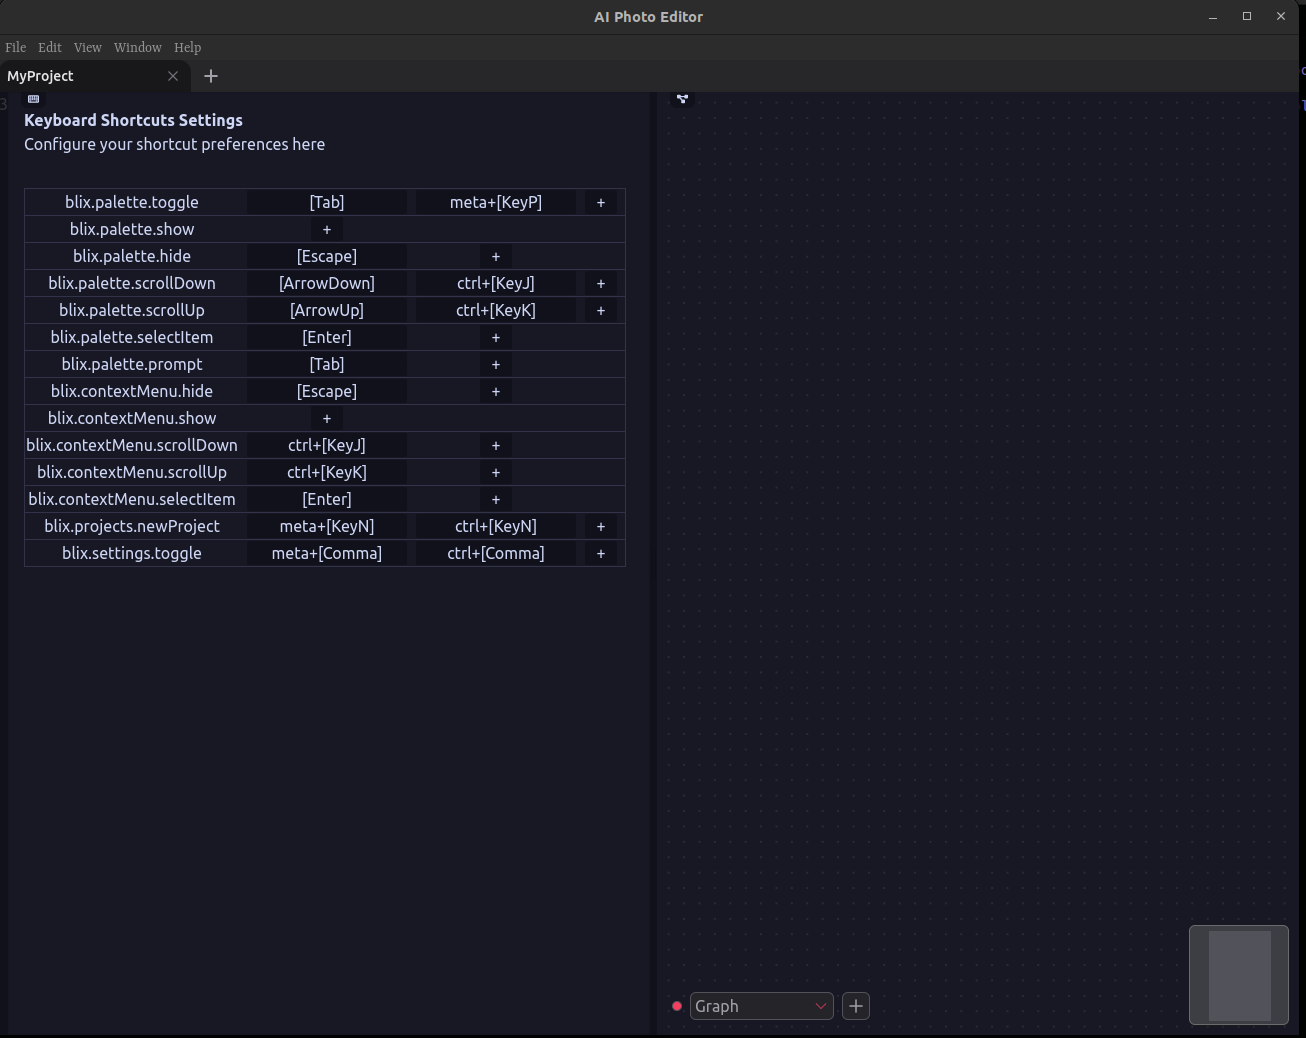 AI Photo Editor
File Edit View Window Help
MyProject
3
Keyboard Shortcuts Settings
Configure your shortcut preferences here
blix.palette.toggle [Tab] meta+[KeyP] +
blix.palette.show +
blix.palette.hide [Escape] +
blix.palette.scrollDown [ArrowDown] ctrl+[KeyJ] +
blix.palette.scrollUp [ArrowUp] ctrl+[KeyK] +
blix.palette.selectItem [Enter] +
blix.palette.prompt [Tab] +
blix.contextMenu.hide [Escape] +
blix.contextMenu.show +
blix.contextMenu.scrollDown ctrl+[KeyJ] +
blix.contextMenu.scrollUp ctrl+[KeyK] +
blix.contextMenu.selectItem [Enter] +
blix.projects.newProject meta+[KeyN] ctrl+[KeyN] +
blix.settings.toggle meta+[Comma] ctrl+[Comma] +
Graph